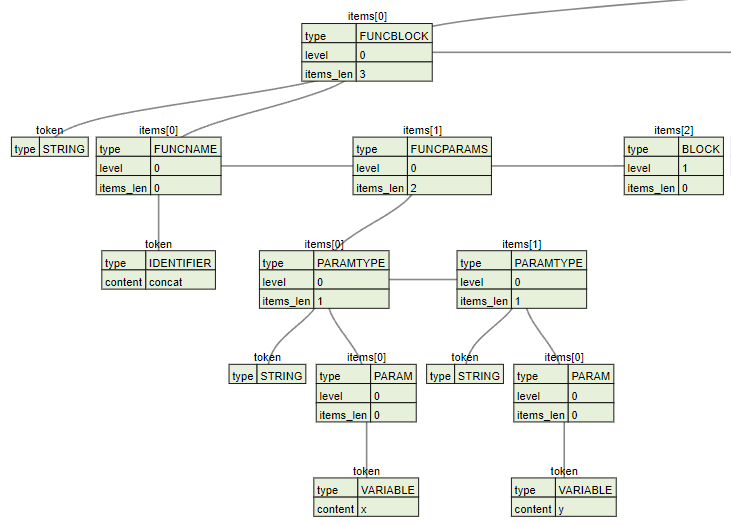 items[0]
type FUNCBLOCK
level 0
items_len 3
token
type STRING
items[0]
type FUNCNAME
level 0
items_len 0
items[1]
type FUNCPARAMS
level 0
items_len 2
items[2]
type BLOCK
level 1
items_len 0
token
type IDENTIFIER
content concat
items[0]
type PARAMTYPE
level 0
items_len 1
items[1]
type PARAMTYPE
level 0
items_len 1
token
type STRING
items[0]
type PARAM
level 0
items_len 0
token
type STRING
items[0]
type PARAM
level 0
items_len 0
token
type VARIABLE
content x
token
type VARIABLE
content y